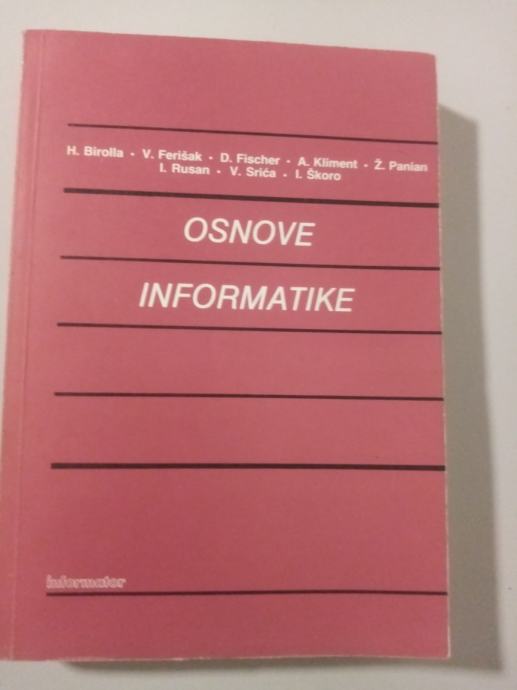 H. Birolla • V. Ferišak • D. Fischer • A. Kliment • Ž. Panian
I. Rusan • V. Srića • I. Škoro
OSNOVE
INFORMATIKE
informator